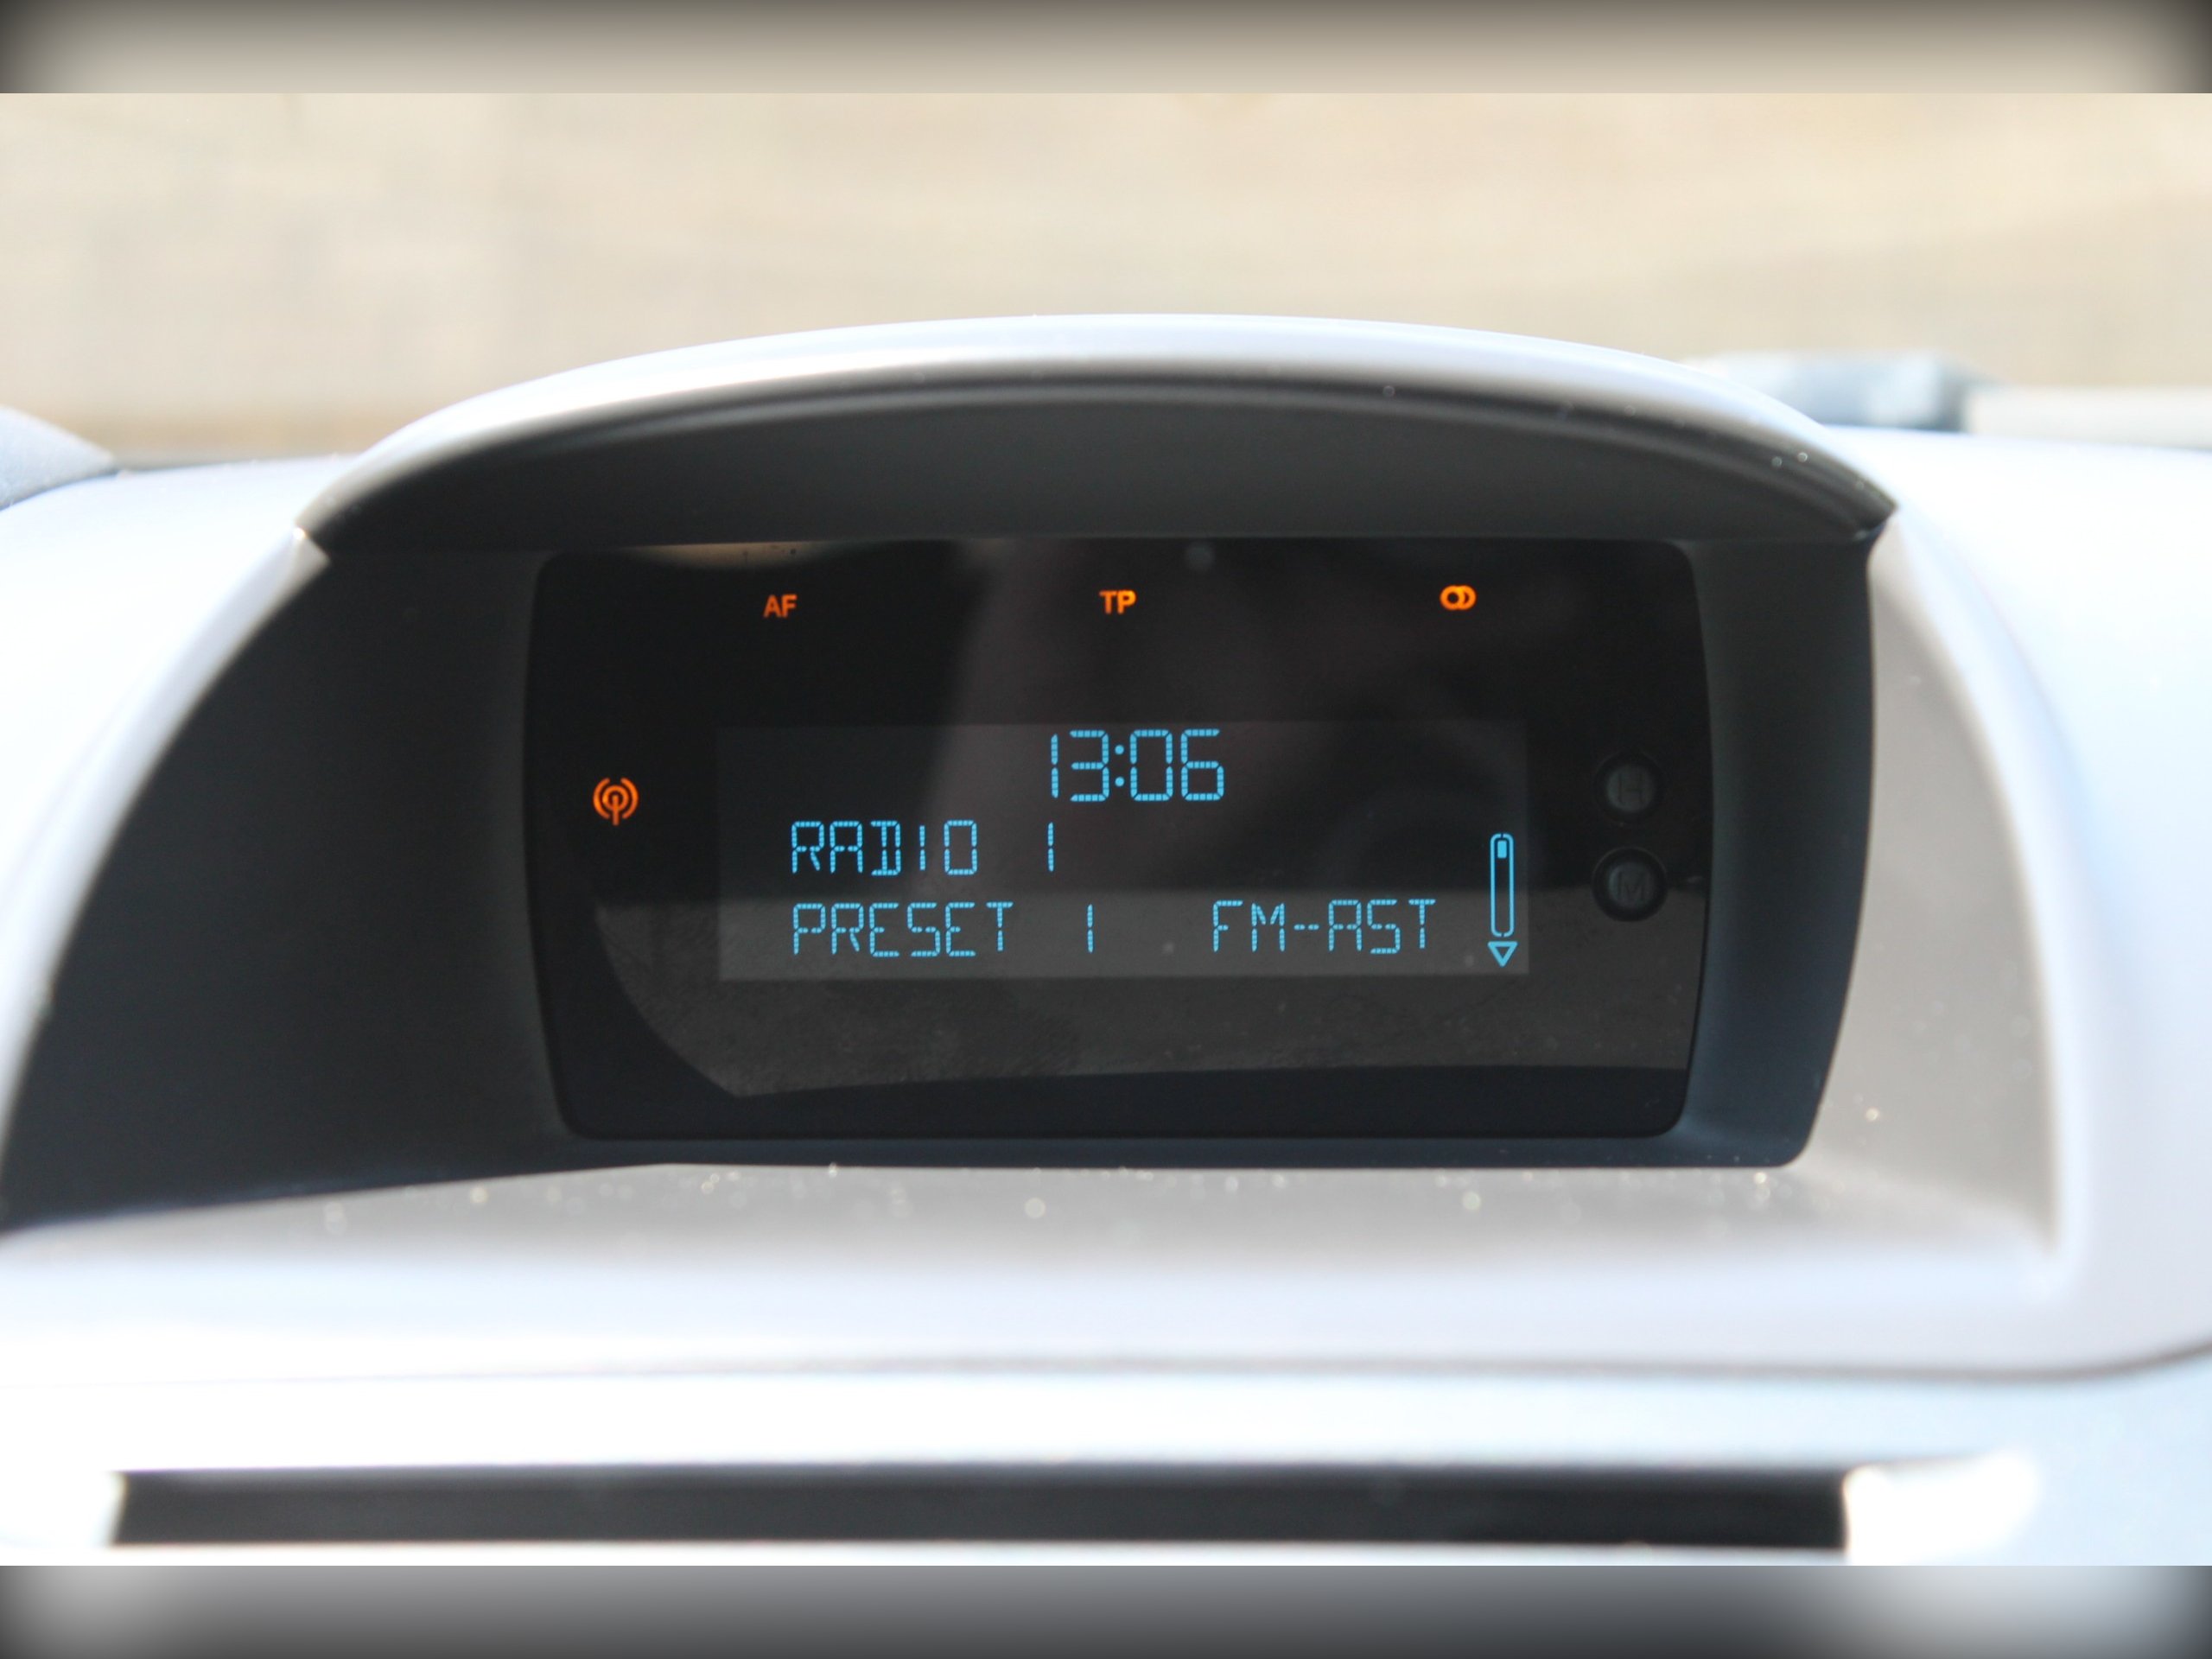 AF TP
13:06
RADIO 1
PRESET 1 FM-AST
H
M